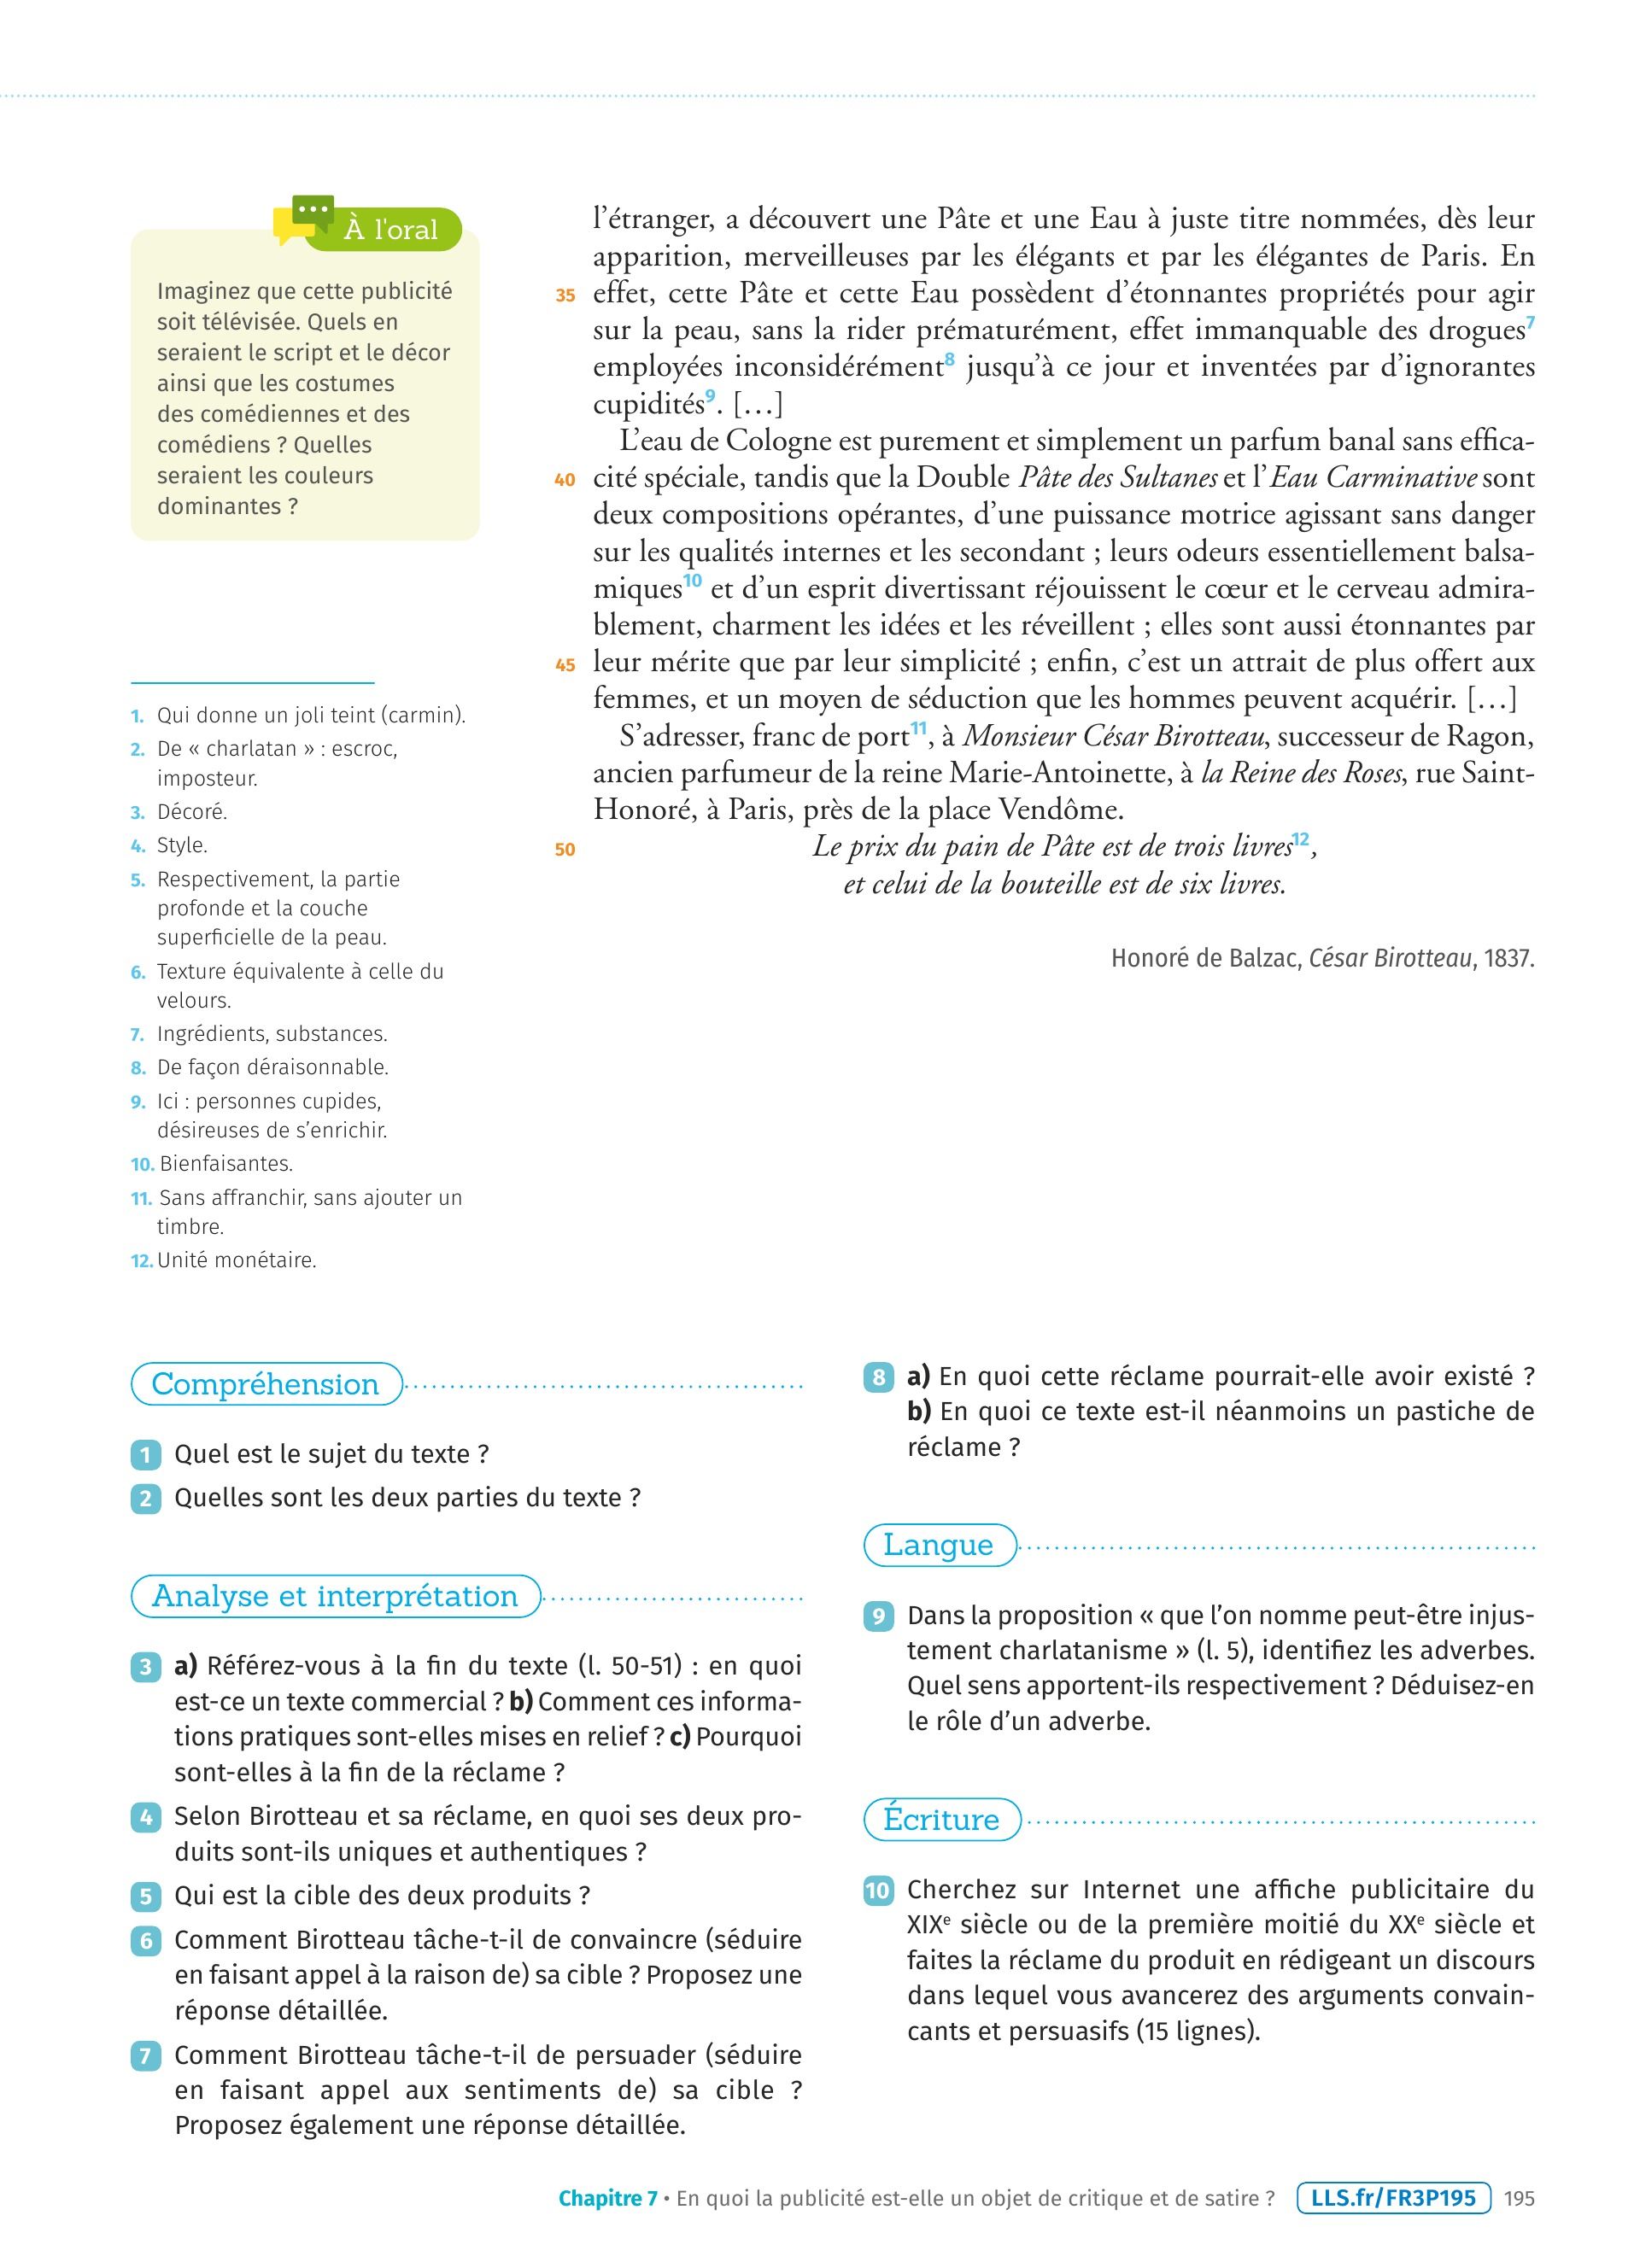 À l'oral
Imaginez que cette publicité
soit télévisée. Quels en
seraient le script et le décor
ainsi que les costumes
des comédiennes et des
comédiens ? Quelles
seraient les couleurs
dominantes ?
1. Qui donne un joli teint (carmin).
2. De « charlatan » : escroc,
imposteur.
3. Décoré.
4. Style.
5. Respectivement, la partie
profonde et la couche
superficielle de la peau.
6. Texture équivalente à celle du
velours.
7. Ingrédients, substances.
8. De façon déraisonnable.
9. Ici : personnes cupides,
désireuses de s'enrichir.
10. Bienfaisantes.
11. Sans affranchir, sans ajouter un
timbre.
12. Unité monétaire.
l'étranger, a découvert une Pâte et une Eau à juste titre nommées, dès leur
apparition, merveilleuses par les élégants et par les élégantes de Paris. En
35 effet, cette Pâte et cette Eau possèdent d'étonnantes propriétés pour agir
sur la peau, sans la rider prématurément, effet immanquable des drogues7
employées inconsidérément8 jusqu'à ce jour et inventées par d'ignorantes
cupidités9. […]
L'eau de Cologne est purement et simplement un parfum banal sans effica-
40 cité spéciale, tandis que la Double Pâte des Sultanes et l'Eau Carminative sont
deux compositions opérantes, d'une puissance motrice agissant sans danger
sur les qualités internes et les secondant ; leurs odeurs essentiellement balsa-
miques10 et d'un esprit divertissant réjouissent le cœur et le cerveau admira-
blement, charment les idées et les réveillent ; elles sont aussi étonnantes par
45 leur mérite que par leur simplicité ; enfin, c'est un attrait de plus offert aux
femmes, et un moyen de séduction que les hommes peuvent acquérir. […]
S'adresser, franc de port11, à Monsieur César Birotteau, successeur de Ragon,
ancien parfumeur de la reine Marie-Antoinette, à la Reine des Roses, rue Saint-
Honoré, à Paris, près de la place Vendôme.
50 Le prix du pain de Pâte est de trois livres12,
et celui de la bouteille est de six livres.
Honoré de Balzac, César Birotteau, 1837.
Compréhension
1 Quel est le sujet du texte ?
2 Quelles sont les deux parties du texte ?
Analyse et interprétation
3 a) Référez-vous à la fin du texte (l. 50-51) : en quoi
est-ce un texte commercial ? b) Comment ces informa-
tions pratiques sont-elles mises en relief ? c) Pourquoi
sont-elles à la fin de la réclame ?
4 Selon Birotteau et sa réclame, en quoi ses deux pro-
duits sont-ils uniques et authentiques ?
5 Qui est la cible des deux produits ?
6 Comment Birotteau tâche-t-il de convaincre (séduire
en faisant appel à la raison de) sa cible ? Proposez une
réponse détaillée.
7 Comment Birotteau tâche-t-il de persuader (séduire
en faisant appel aux sentiments de) sa cible ?
Proposez également une réponse détaillée.
8 a) En quoi cette réclame pourrait-elle avoir existé ?
b) En quoi ce texte est-il néanmoins un pastiche de
réclame ?
Langue
9 Dans la proposition « que l'on nomme peut-être injus-
tement charlatanisme » (l. 5), identifiez les adverbes.
Quel sens apportent-ils respectivement ? Déduisez-en
le rôle d'un adverbe.
Écriture
10 Cherchez sur Internet une affiche publicitaire du
XIXe siècle ou de la première moitié du XXe siècle et
faites la réclame du produit en rédigeant un discours
dans lequel vous avancerez des arguments convain-
cants et persuasifs (15 lignes).
Chapitre 7 • En quoi la publicité est-elle un objet de critique et de satire ? LLS.fr/FR3P195 195